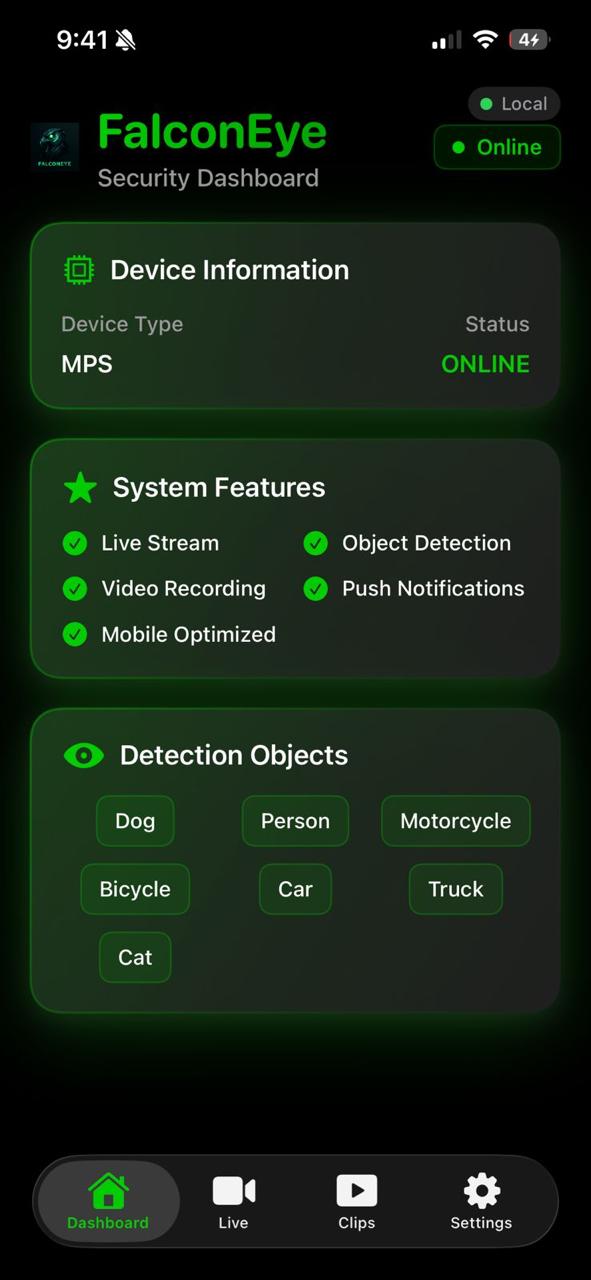 9:41
4
Local
FalconEye
Online
FALCONEYE
Security Dashboard
Device Information
Device Type Status
MPS ONLINE
System Features
Live Stream Object Detection
Video Recording Push Notifications
Mobile Optimized
Detection Objects
Dog Person Motorcycle
Bicycle Car Truck
Cat
Dashboard Live Clips Settings